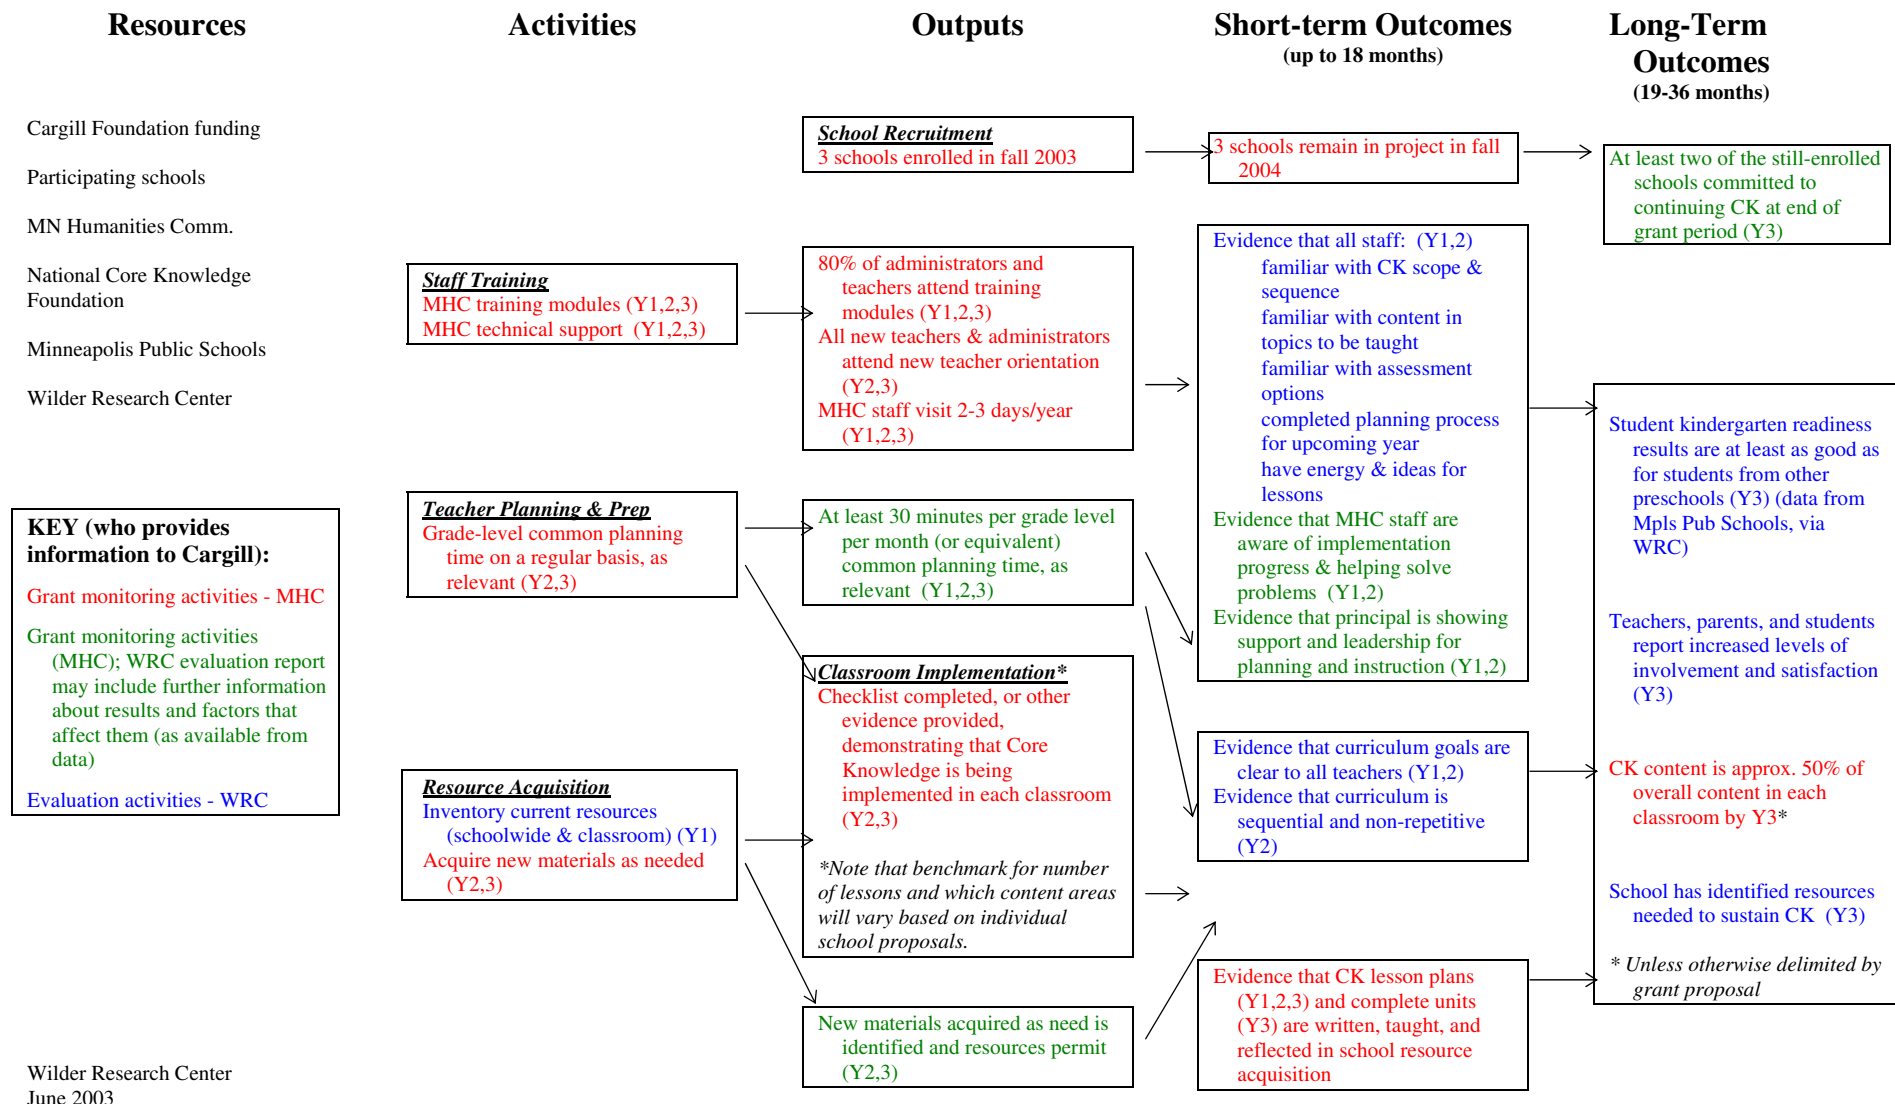 Resources
Activities
Outputs
Short-term Outcomes
(up to 18 months)
Long-Term
Outcomes
(19-36 months)
Cargill Foundation funding
Participating schools
MN Humanities Comm.
National Core Knowledge
Foundation
Minneapolis Public Schools
Wilder Research Center
KEY (who provides
information to Cargill):
Grant monitoring activities - MHC
Grant monitoring activities
(MHC); WRC evaluation report
may include further information
about results and factors that
affect them (as available from
data)
Evaluation activities - WRC
Wilder Research Center
June 2003
Staff Training
MHC training modules (Y1,2,3)
MHC technical support (Y1,2,3)
Teacher Planning & Prep
Grade-level common planning
time on a regular basis, as
relevant (Y2,3)
Resource Acquisition
Inventory current resources
(schoolwide & classroom) (Y1)
Acquire new materials as needed
(Y2,3)
School Recruitment
3 schools enrolled in fall 2003
80% of administrators and
teachers attend training
modules (Y1,2,3)
All new teachers & administrators
attend new teacher orientation
(Y2,3)
MHC staff visit 2-3 days/year
(Y1,2,3)
At least 30 minutes per grade level
per month (or equivalent)
common planning time, as
relevant (Y1,2,3)
Classroom Implementation*
Checklist completed, or other
evidence provided,
demonstrating that Core
Knowledge is being
implemented in each classroom
(Y2,3)
*Note that benchmark for number
of lessons and which content areas
will vary based on individual
school proposals.
New materials acquired as need is
identified and resources permit
(Y2,3)
3 schools remain in project in fall
2004
Evidence that all staff: (Y1,2)
familiar with CK scope &
sequence
familiar with content in
topics to be taught
familiar with assessment
options
completed planning process
for upcoming year
have energy & ideas for
lessons
Evidence that MHC staff are
aware of implementation
progress & helping solve
problems (Y1,2)
Evidence that principal is showing
support and leadership for
planning and instruction (Y1,2)
Evidence that curriculum goals are
clear to all teachers (Y1,2)
Evidence that curriculum is
sequential and non-repetitive
(Y2)
Evidence that CK lesson plans
(Y1,2,3) and complete units
(Y3) are written, taught, and
reflected in school resource
acquisition
At least two of the still-enrolled
schools committed to
continuing CK at end of
grant period (Y3)
Student kindergarten readiness
results are at least as good as
for students from other
preschools (Y3) (data from
Mpls Pub Schools, via
WRC)
Teachers, parents, and students
report increased levels of
involvement and satisfaction
(Y3)
CK content is approx. 50% of
overall content in each
classroom by Y3*
School has identified resources
needed to sustain CK (Y3)
* Unless otherwise delimited by
grant proposal